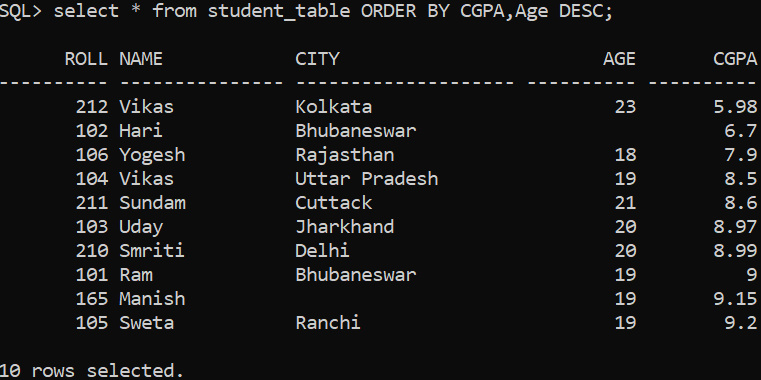 SQL> select * from student_table ORDER BY CGPA,Age DESC;
      ROLL NAME            CITY                        AGE       CGPA
---------- --------------- -------------------- ---------- ----------
       212 Vikas           Kolkata                      23       5.98
       102 Hari            Bhubaneswar                            6.7
       106 Yogesh          Rajasthan                    18        7.9
       104 Vikas           Uttar Pradesh                19        8.5
       211 Sundam          Cuttack                      21        8.6
       103 Uday            Jharkhand                    20       8.97
       210 Smriti          Delhi                        20       8.99
       101 Ram             Bhubaneswar                  19          9
       165 Manish                                       19       9.15
       105 Sweta           Ranchi                       19        9.2
10 rows selected.